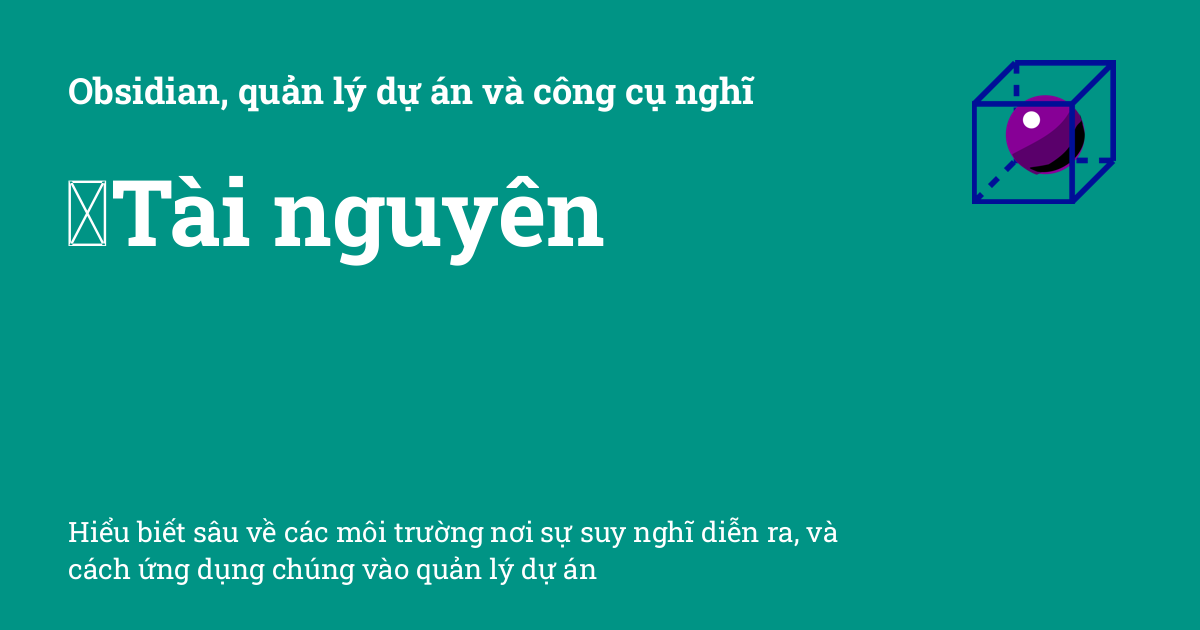 Obsidian, quản lý dự án và công cụ nghĩ
Tài nguyên
Hiểu biết sâu về các môi trường nơi sự suy nghĩ diễn ra, và
cách ứng dụng chúng vào quản lý dự án